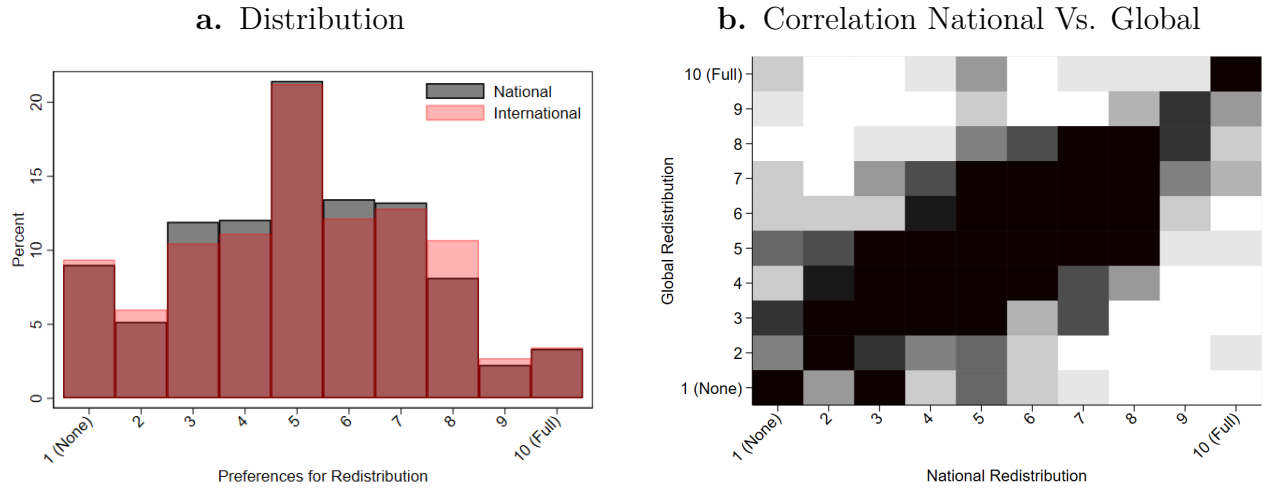 a. Distribution
National
International
Percent
20
15
10
5
0
1 (None)
2
3
4
5
6
7
8
9
10 (Full)
Preferences for Redistribution
b. Correlation National Vs. Global
Global Redistribution
10 (Full)
9
8
7
6
5
4
3
2
1 (None)
1 (None)
2
3
4
5
6
7
8
9
10 (Full)
National Redistribution